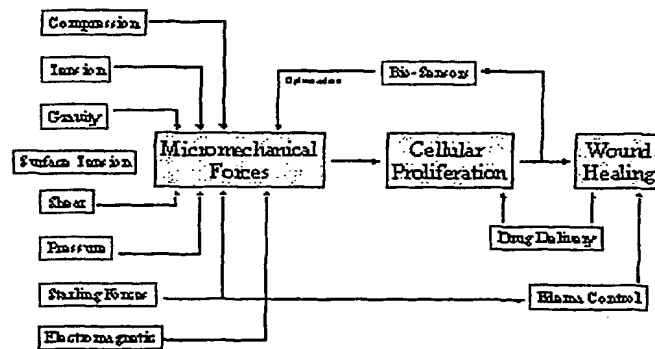 Compression
Tension
Optimization
Bio-Sensors
Gravity
Micromechanical
Forces
Cellular
Proliferation
Wound
Healing
Surface Tension
Shear
Pressure
Drug Delivery
Starling Forces
Edema Control
Electromagnetic